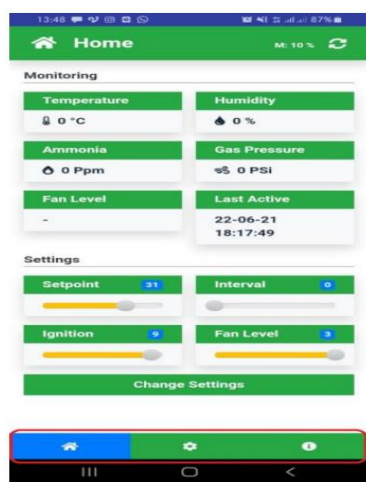 13:48 87%
Home M: 10 %
Monitoring
Temperature Humidity
0 °C 0 %
Ammonia Gas Pressure
0 Ppm 0 PSi
Fan Level Last Active
- 22-06-21
18:17:49
Settings
Setpoint 31 Interval 0
Ignition 9 Fan Level 3
Change Settings